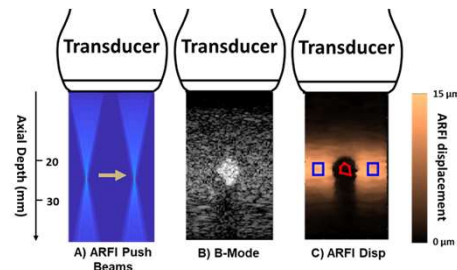 Transducer Transducer Transducer
Axial Depth (mm)
20
30
15 µm
ARFI displacement
0 µm
A) ARFI Push
Beams
B) B-Mode
C) ARFI Disp